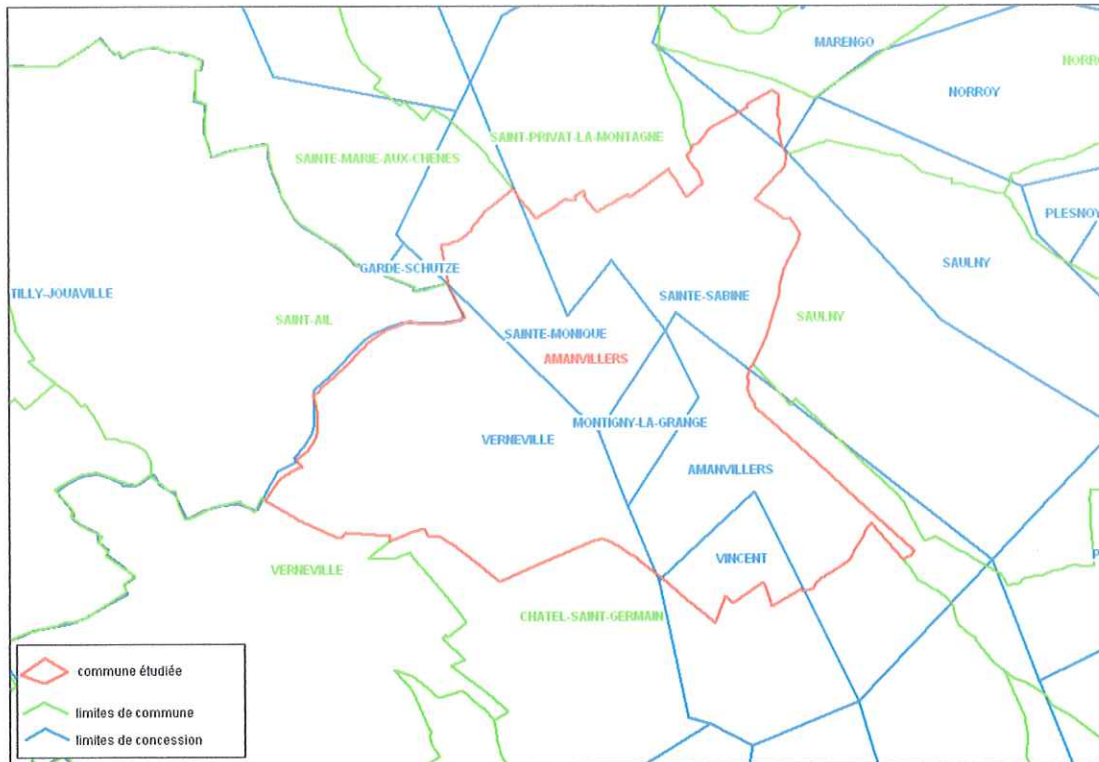 MARENGO
NORRO
NORROY
SAINT-PRIVAT-LA-MONTAGNE
SAINTE-MARIE-AUX-CHENES
PLESNOY
SAULNY
GARDE-SCHUTZE
TILLY-JOUAVILLE
SAINTE-SABINE
SAINT-AIL
SAULNY
SAINTE-MONIQUE
AMANVILLERS
MONTIGNY-LA-GRANGE
VERNEVILLE
AMANVILLERS
P
VINCENT
VERNEVILLE
CHATEL-SAINT-GERMAIN
commune étudiée
limites de commune
limites de concession